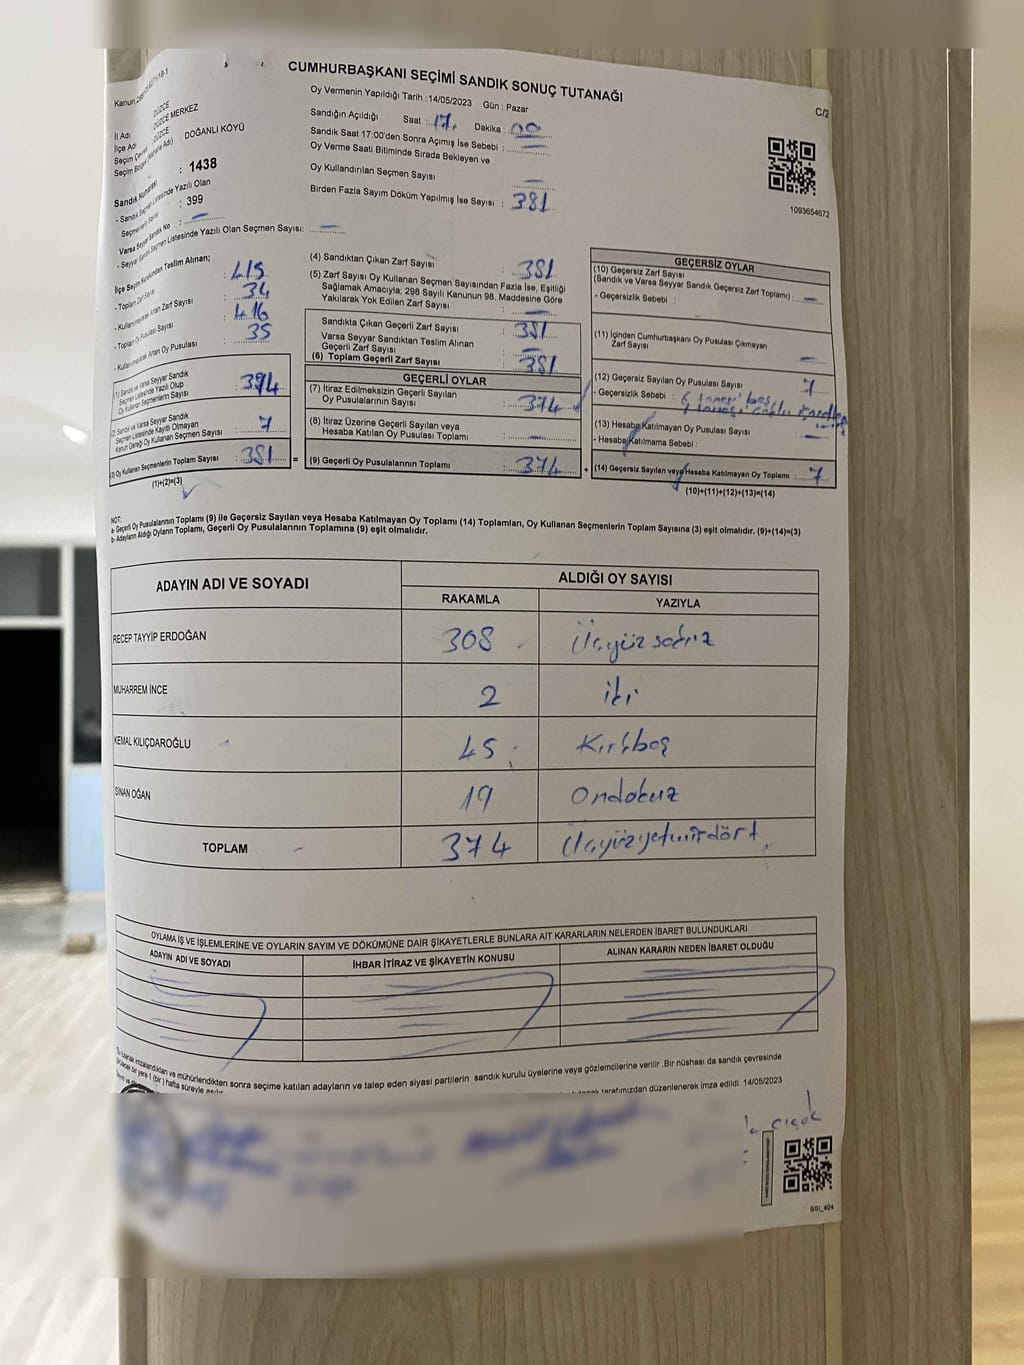 CUMHURBAŞKANI SEÇİMİ SANDIK SONUÇ TUTANAĞI
C/2
Kanun
İl Adı DÜZCE
İlçe Adı DÜZCE MERKEZ
Seçim Çevresi DÜZCE
Seçim Bölgesi (Mahalle Adı) : DOĞANLI KÖYÜ
Sandık Numarası : 1438
- Sandık Seçmen Listesinde Yazılı Olan
Seçmenlerin Sayısı : 399
Varsa Seyyar Sandık No : —
- Seyyar Sandık Seçmen Listesinde Yazılı Olan Seçmen Sayısı: —
Oy Vermenin Yapıldığı Tarih :14/05/2023 Gün : Pazar
Sandığın Açıldığı Saat : 17. Dakika : 00
Sandık Saat 17:00'den Sonra Açımış İse Sebebi : —
Oy Verme Saati Bitiminde Sırada Bekleyen ve
Oy Kullandırılan Seçmen Sayısı —
Birden Fazla Sayım Döküm Yapılmış İse Sayısı : 381
1093654672
İlçe Seçim Kurulundan Teslim Alınan;
- Toplam Zarf Sayısı : 415
- Kullanılmayarak Artan Zarf Sayısı : 34
- Toplam Oy Pusulası Sayısı : 416
- Kullanılmayarak Artan Oy Pusulası : 35
(1) Sandık ve Varsa Seyyar Sandık
Seçmen Listesinde Yazılı Olup
Oy Kullanan Seçmenlerin Sayısı : 374
(2) Sandık ve Varsa Seyyar Sandık
Seçmen Listesinde Kayıtlı Olmayan
Kanun Gereği Oy Kullanan Seçmen Sayısı : 7
(3) Oy Kullanan Seçmenlerin Toplam Sayısı : 381
(1)+(2)=(3)
(4) Sandıktan Çıkan Zarf Sayısı : 381
(5) Zarf Sayısı Oy Kullanan Seçmen Sayısından Fazla İse, Eşitliği
Sağlamak Amacıyla; 298 Sayılı Kanunun 98. Maddesine Göre
Yakılarak Yok Edilen Zarf Sayısı : —
Sandıkta Çıkan Geçerli Zarf Sayısı : 381
Varsa Seyyar Sandıktan Teslim Alınan
Geçerli Zarf Sayısı : —
(6) Toplam Geçerli Zarf Sayısı : 381
GEÇERLİ OYLAR
(7) İtiraz Edilmeksizin Geçerli Sayılan
Oy Pusulalarının Sayısı : 374
(8) İtiraz Üzerine Geçerli Sayılan veya
Hesaba Katılan Oy Pusulası Toplamı : —
(9) Geçerli Oy Pusulalarının Toplamı : 374
GEÇERSİZ OYLAR
(10) Geçersiz Zarf Sayısı
(Sandık ve Varsa Seyyar Sandık Geçersiz Zarf Toplamı) : —
- Geçersizlik Sebebi :
(11) İçinden Cumhurbaşkanı Oy Pusulası Çıkmayan
Zarf Sayısı —
(12) Geçersiz Sayılan Oy Pusulası Sayısı : 7
- Geçersizlik Sebebi : 6 tanesi boş
(13) Hesaba Katılmayan Oy Pusulası Sayısı : —
- Hesaba Katılmama Sebebi :
(14) Geçersiz Sayılan veya Hesaba Katılmayan Oy Toplamı : 7
(10)+(11)+(12)+(13)=(14)
NOT:
a- Geçerli Oy Pusulalarının Toplamı (9) ile Geçersiz Sayılan veya Hesaba Katılmayan Oy Toplamı (14) Toplamları, Oy Kullanan Seçmenlerin Toplam Sayısına (3) eşit olmalıdır. (9)+(14)=(3)
b- Adayların Aldığı Oyların Toplamı, Geçerli Oy Pusulalarının Toplamına (9) eşit olmalıdır.
ADAYIN ADI VE SOYADI ALDIĞI OY SAYISI
RAKAMLA YAZIYLA
RECEP TAYYİP ERDOĞAN 308 Üçyüz sekiz
MUHARREM İNCE 2 iki
KEMAL KILIÇDAROĞLU 45 Kırkbeş
SİNAN OĞAN 19 Ondokuz
TOPLAM 374 Üçyüzyetmişdört
OYLAMA İŞ VE İŞLEMLERİNE VE OYLARIN SAYIM VE DÖKÜMÜNE DAİR ŞİKAYETLERLE BUNLARA AİT KARARLARIN NELERDEN İBARET BULUNDUKLARI
ADAYIN ADI VE SOYADI İHBAR İTİRAZ VE ŞİKAYETİN KONUSU ALINAN KARARIN NEDEN İBARET OLDUĞU
imzalandıktan ve mühürlendikten sonra seçime katılan adayların ve talep eden siyasi partilerin sandık kurulu üyelerine veya gözlemcilerine verilir .Bir nüshası da sandık çevresinde
bir yere 1 (bir) hafta süreyle asılır tarafımızdan düzenlenerek imza edildi. 14/05/2023
SSI_404